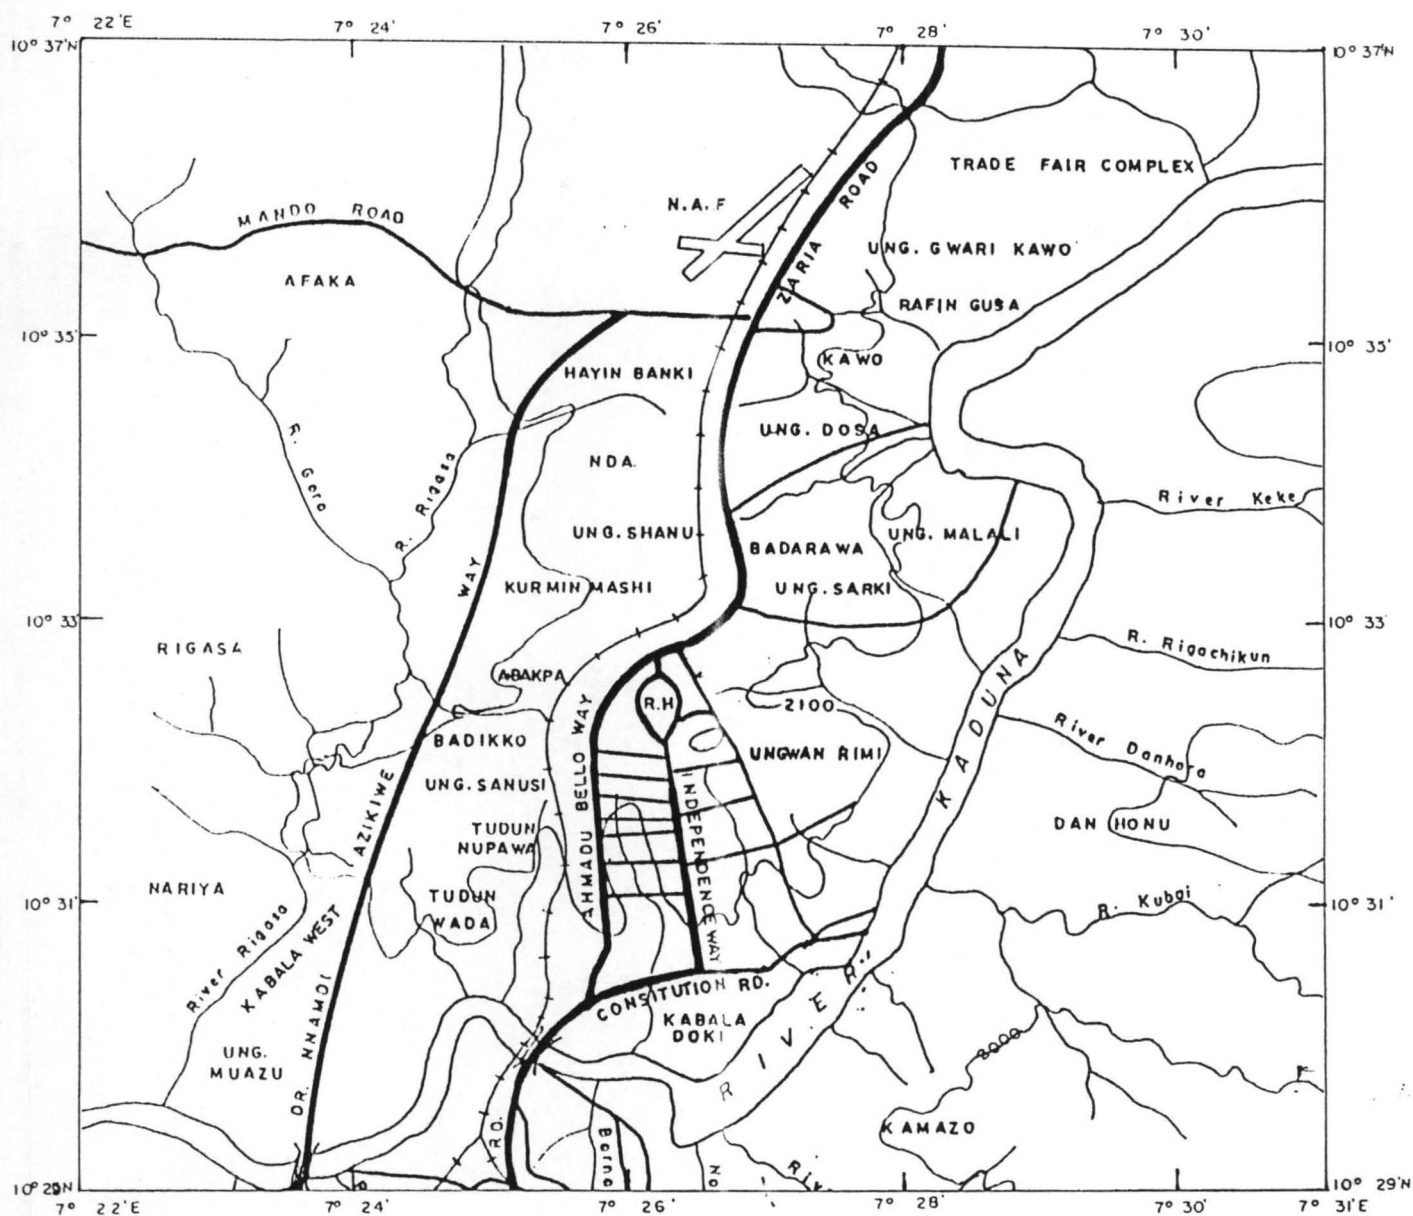 7° 22'E 7° 24' 7° 26' 7° 28' 7° 30'
10° 37'N 10° 37'N
TRADE FAIR COMPLEX
N.A.F
ZARIA ROAD
MANDO ROAD
UNG. GWARI KAWO
AFAKA
RAFIN GUSA
10° 35' 10° 35'
KAWO
HAYIN BANKI
UNG. DOSA
R. Goro
NDA.
R. Rigasa
River Keke
UNG. SHANU
BADARAWA
UNG. MALALI
KURMIN MASHI
UNG. SARKI
10° 33' 10° 33'
RIGASA
R. Rigachikun
ABAKPA
R.H
2100
River Danhora
BADIKKO
UNGWAN RIMI
UNG. SANUSI
AHMADU BELLO WAY
INDEPENDENCE WAY
RIVER KADUNA
DAN HONU
TUDUN
NUPAWA
NARIYA
TUDUN
WADA
10° 31' 10° 31'
R. Kubai
River Rigasa
KABALA WEST
DR. NNAMDI AZIKIWE WAY
CONSITUTION RD.
KABALA
DOKI
2000
UNG.
MUAZU
KAMAZO
RD.
Borno
No
Riv
10° 29N 10° 29'N
7° 22'E 7° 24' 7° 26' 7° 28' 7° 30' 7° 31'E